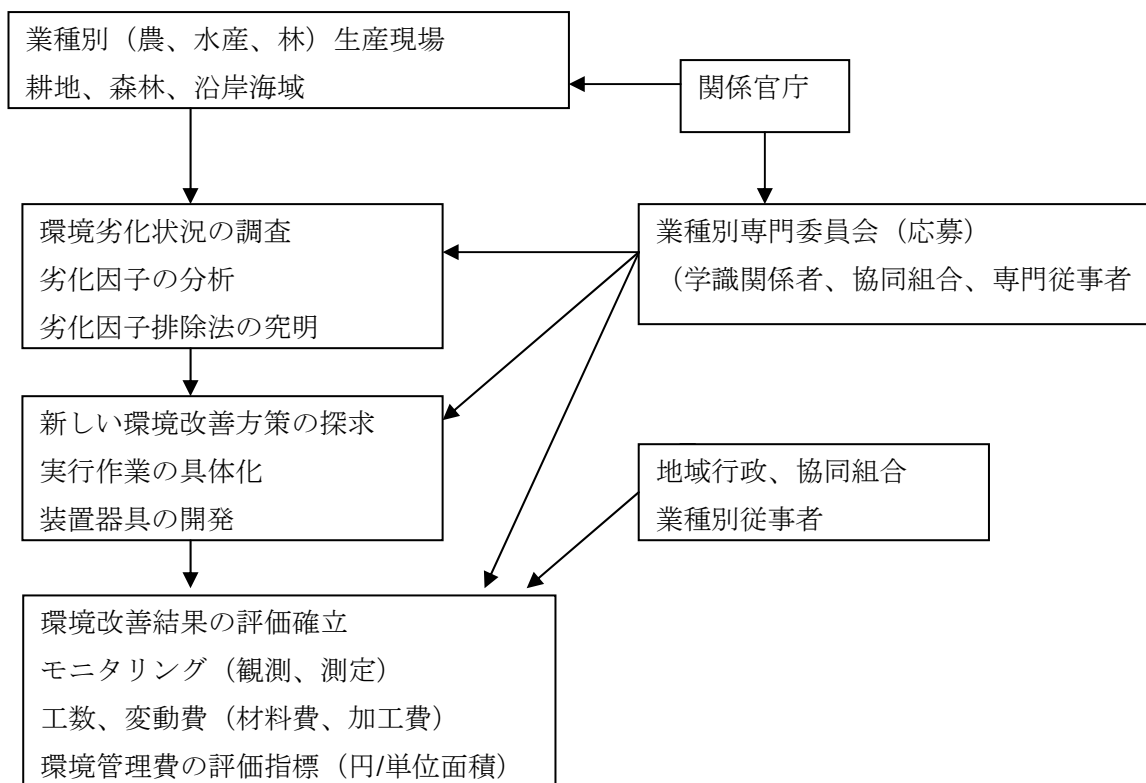 業種別（農、水産、林）生産現場
耕地、森林、沿岸海域
関係官庁
環境劣化状況の調査
劣化因子の分析
劣化因子排除法の究明
業種別専門委員会（応募）
（学識関係者、協同組合、専門従事者
新しい環境改善方策の探求
実行作業の具体化
装置器具の開発
地域行政、協同組合
業種別従事者
環境改善結果の評価確立
モニタリング（観測、測定）
工数、変動費（材料費、加工費）
環境管理費の評価指標（円/単位面積）